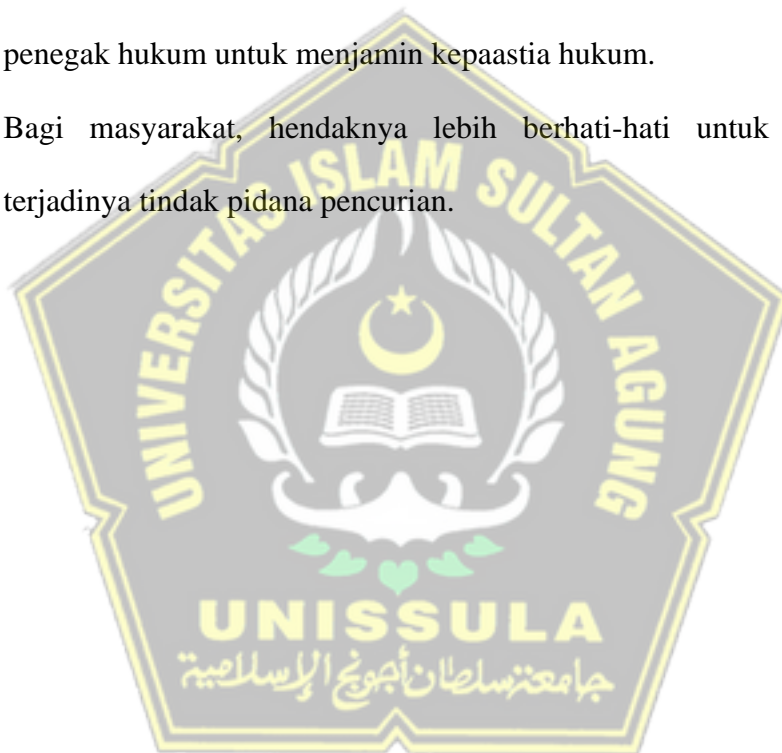 penegak hukum untuk menjamin kepaastia hukum.
Bagi masyarakat, hendaknya lebih berhati-hati untuk
terjadinya tindak pidana pencurian.
UNIVERSITAS ISLAM SULTAN AGUNG
UNISSULA
جامعة سلطان أجونج الإسلامية